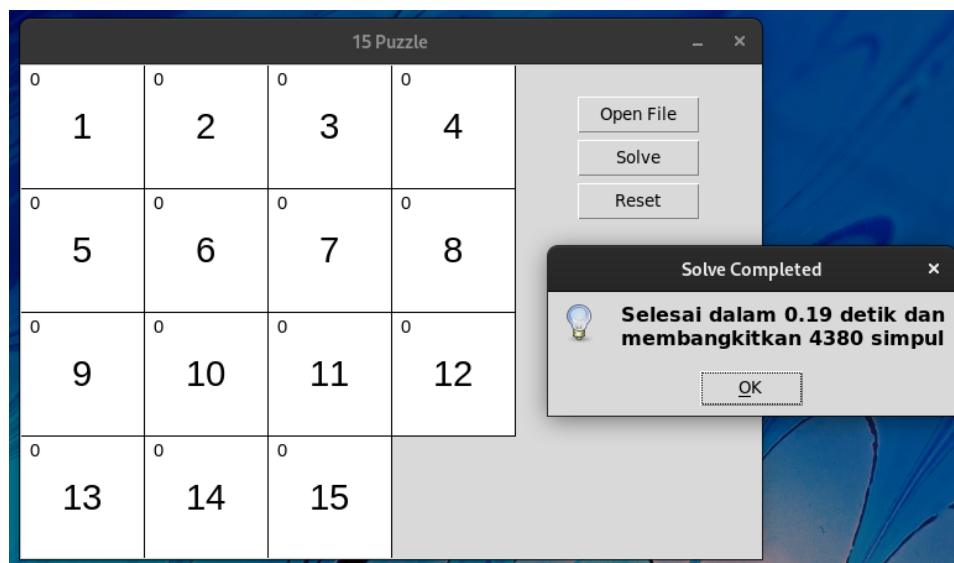 15 Puzzle
0 0 0 0
1 2 3 4
0 0 0 0
5 6 7 8
0 0 0 0
9 10 11 12
0 0 0
13 14 15
Open File
Solve
Reset
Solve Completed
Selesai dalam 0.19 detik dan
membangkitkan 4380 simpul
OK